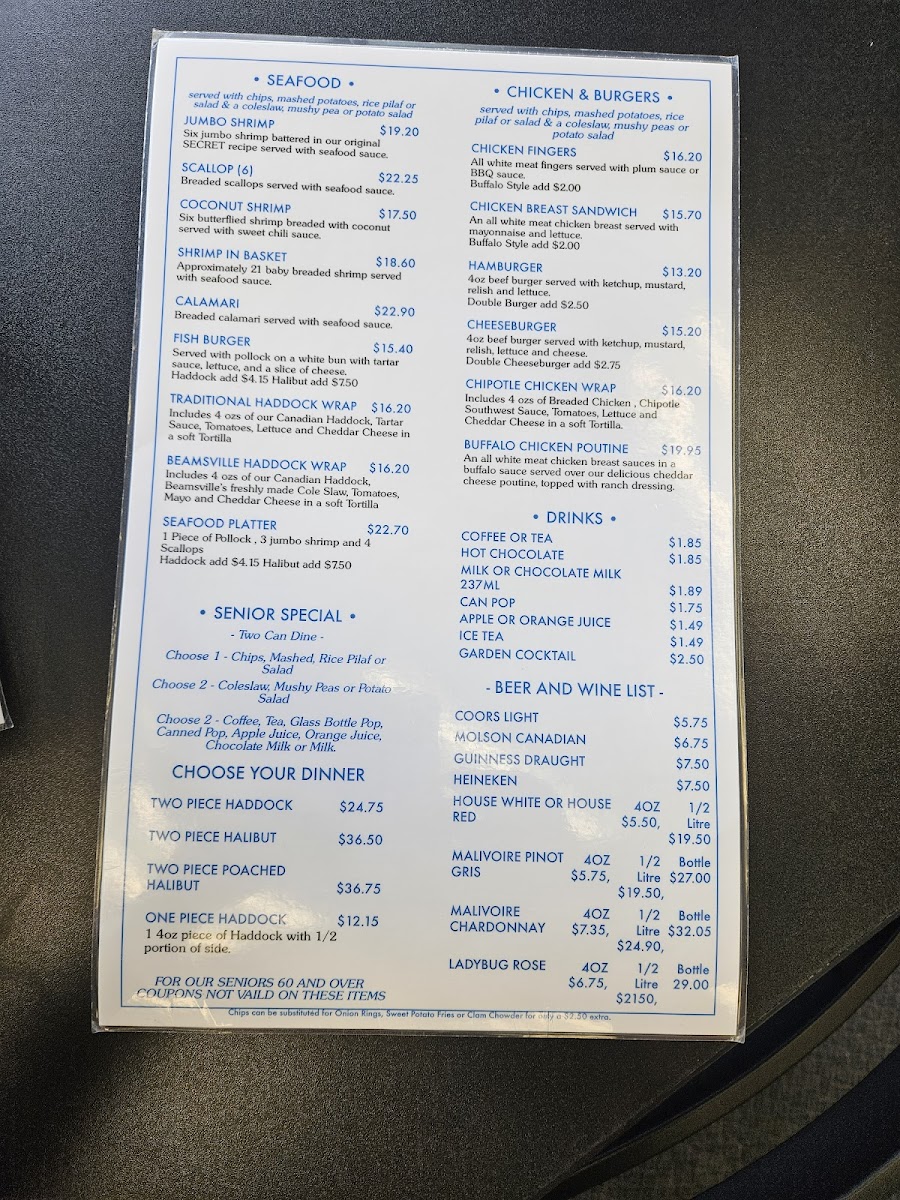 • SEAFOOD •
served with chips, mashed potatoes, rice pilaf or
salad & a coleslaw, mushy pea or potato salad
JUMBO SHRIMP $19.20
Six jumbo shrimp battered in our original
SECRET recipe served with seafood sauce.
SCALLOP (6) $22.25
Breaded scallops served with seafood sauce.
COCONUT SHRIMP $17.50
Six butterflied shrimp breaded with coconut
served with sweet chili sauce.
SHRIMP IN BASKET $18.60
Approximately 21 baby breaded shrimp served
with seafood sauce.
CALAMARI $22.90
Breaded calamari served with seafood sauce.
FISH BURGER $15.40
Served with pollock on a white bun with tartar
sauce, lettuce, and a slice of cheese.
Haddock add $4.15 Halibut add $7.50
TRADITIONAL HADDOCK WRAP $16.20
Includes 4 ozs of our Canadian Haddock, Tartar
Sauce, Tomatoes, Lettuce and Cheddar Cheese in
a soft Tortilla
BEAMSVILLE HADDOCK WRAP $16.20
Includes 4 ozs of our Canadian Haddock,
Beamsville's freshly made Cole Slaw, Tomatoes,
Mayo and Cheddar Cheese in a soft Tortilla
SEAFOOD PLATTER $22.70
1 Piece of Pollock , 3 jumbo shrimp and 4
Scallops
Haddock add $4.15 Halibut add $7.50
• SENIOR SPECIAL •
- Two Can Dine -
Choose 1 - Chips, Mashed, Rice Pilaf or
Salad
Choose 2 - Coleslaw, Mushy Peas or Potato
Salad
Choose 2 - Coffee, Tea, Glass Bottle Pop,
Canned Pop, Apple Juice, Orange Juice,
Chocolate Milk or Milk.
CHOOSE YOUR DINNER
TWO PIECE HADDOCK $24.75
TWO PIECE HALIBUT $36.50
TWO PIECE POACHED
HALIBUT $36.75
ONE PIECE HADDOCK $12.15
1 4oz piece of Haddock with 1/2
portion of side.
FOR OUR SENIORS 60 AND OVER
COUPONS NOT VAILD ON THESE ITEMS
• CHICKEN & BURGERS •
served with chips, mashed potatoes, rice
pilaf or salad & a coleslaw, mushy peas or
potato salad
CHICKEN FINGERS $16.20
All white meat fingers served with plum sauce or
BBQ sauce.
Buffalo Style add $2.00
CHICKEN BREAST SANDWICH $15.70
An all white meat chicken breast served with
mayonnaise and lettuce.
Buffalo Style add $2.00
HAMBURGER $13.20
4oz beef burger served with ketchup, mustard,
relish and lettuce.
Double Burger add $2.50
CHEESEBURGER $15.20
4oz beef burger served with ketchup, mustard,
relish, lettuce and cheese.
Double Cheeseburger add $2.75
CHIPOTLE CHICKEN WRAP $16.20
Includes 4 ozs of Breaded Chicken , Chipotle
Southwest Sauce, Tomatoes, Lettuce and
Cheddar Cheese in a soft Tortilla.
BUFFALO CHICKEN POUTINE $19.95
An all white meat chicken breast sauces in a
buffalo sauce served over our delicious cheddar
cheese poutine, topped with ranch dressing.
• DRINKS •
COFFEE OR TEA $1.85
HOT CHOCOLATE $1.85
MILK OR CHOCOLATE MILK
237ML $1.89
CAN POP $1.75
APPLE OR ORANGE JUICE $1.49
ICE TEA $1.49
GARDEN COCKTAIL $2.50
- BEER AND WINE LIST -
COORS LIGHT $5.75
MOLSON CANADIAN $6.75
GUINNESS DRAUGHT $7.50
HEINEKEN $7.50
HOUSE WHITE OR HOUSE 4OZ 1/2
RED $5.50, Litre
$19.50
MALIVOIRE PINOT 4OZ 1/2 Bottle
GRIS $5.75, Litre $27.00
$19.50,
MALIVOIRE 4OZ 1/2 Bottle
CHARDONNAY $7.35, Litre $32.05
$24.90,
LADYBUG ROSE 4OZ 1/2 Bottle
$6.75, Litre 29.00
$2150,
Chips can be substituted for Onion Rings, Sweet Potato Fries or Clam Chowder for only a $2.50 extra.